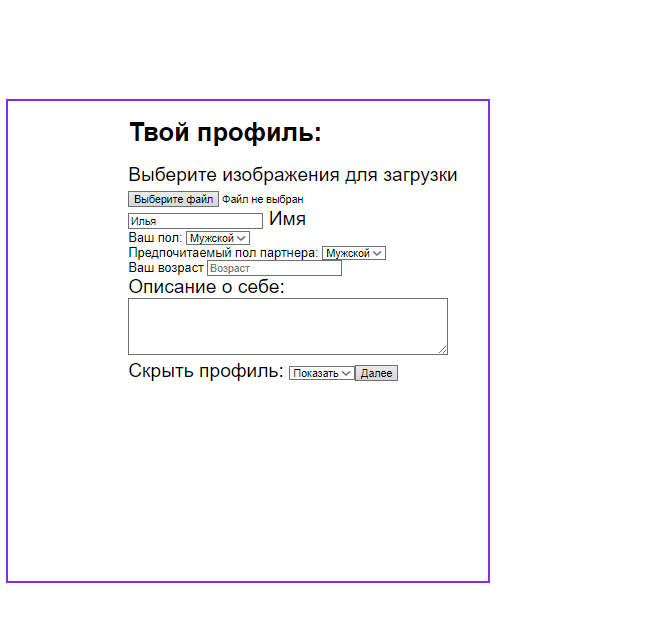 Твой профиль:
Выберите изображения для загрузки
Выберите файл Файл не выбран
Илья Имя
Ваш пол: Мужской
Предпочитаемый пол партнера: Мужской
Ваш возраст Возраст
Описание о себе:
Скрыть профиль: Показать Далее